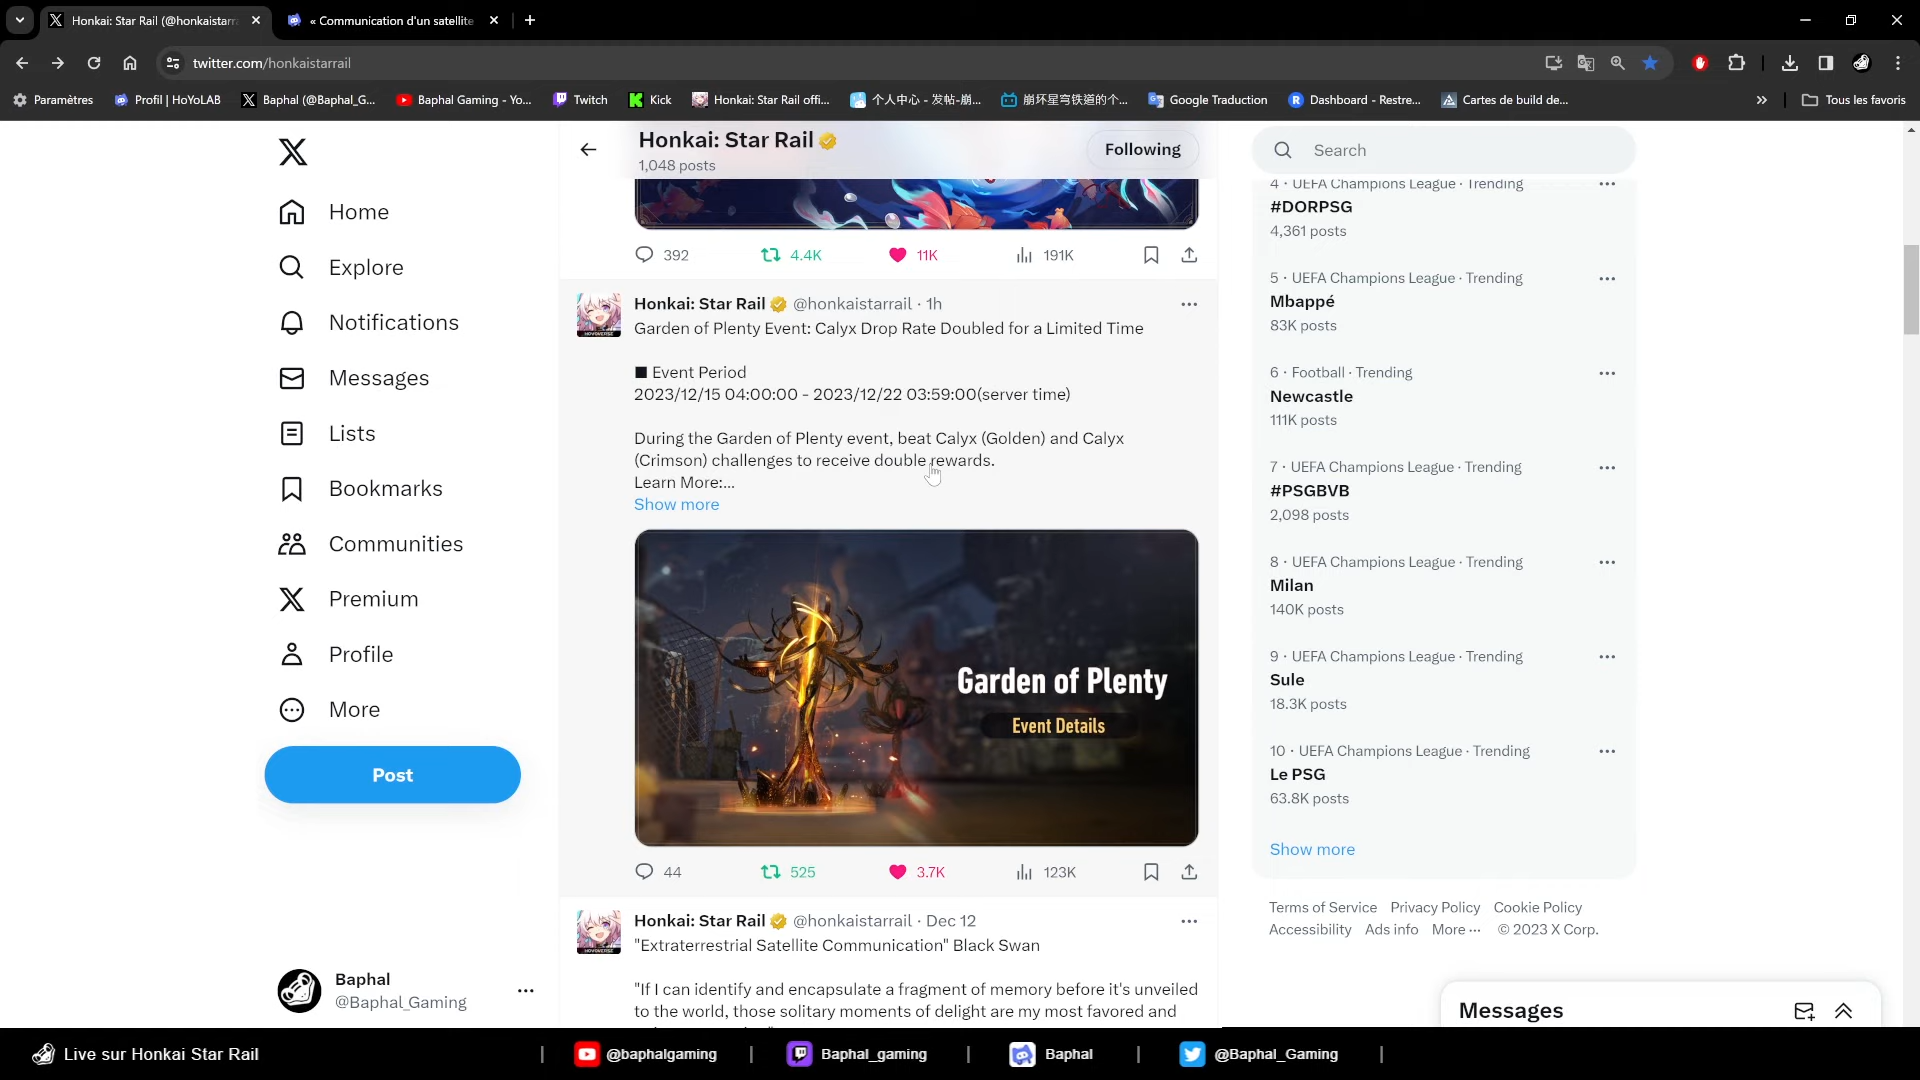 Honkai: Star Rail (@honkaistarra
« Communication d'un satellite
twitter.com/honkaistarrail
Paramètres
Profil | HoYoLAB
Baphal (@Baphal_G...
Baphal Gaming - Yo...
Twitch
Kick
Honkai: Star Rail offi...
个人中心 - 发帖-崩...
崩坏星穹铁道的个...
Google Traduction
Dashboard - Restre...
Cartes de build de...
Tous les favoris
Home
Explore
Notifications
Messages
Lists
Bookmarks
Communities
Premium
Profile
More
Post
Baphal
@Baphal_Gaming
Honkai: Star Rail
1,048 posts
Following
392
4.4K
11K
191K
Honkai: Star Rail @honkaistarrail · 1h
Garden of Plenty Event: Calyx Drop Rate Doubled for a Limited Time
■ Event Period
2023/12/15 04:00:00 - 2023/12/22 03:59:00(server time)
During the Garden of Plenty event, beat Calyx (Golden) and Calyx
(Crimson) challenges to receive double rewards.
Learn More:...
Show more
HOYOVERSE
Garden of Plenty
Event Details
44
525
3.7K
123K
Honkai: Star Rail @honkaistarrail · Dec 12
"Extraterrestrial Satellite Communication" Black Swan
"If I can identify and encapsulate a fragment of memory before it's unveiled
to the world, those solitary moments of delight are my most favored and
HOYOVERSE
Search
4 · UEFA Champions League · Trending
#DORPSG
4,361 posts
5 · UEFA Champions League · Trending
Mbappé
83K posts
6 · Football · Trending
Newcastle
111K posts
7 · UEFA Champions League · Trending
#PSGBVB
2,098 posts
8 · UEFA Champions League · Trending
Milan
140K posts
9 · UEFA Champions League · Trending
Sule
18.3K posts
10 · UEFA Champions League · Trending
Le PSG
63.8K posts
Show more
Terms of Service Privacy Policy Cookie Policy
Accessibility Ads info More ··· © 2023 X Corp.
Messages
Live sur Honkai Star Rail
@baphalgaming
Baphal_gaming
Baphal
@Baphal_Gaming